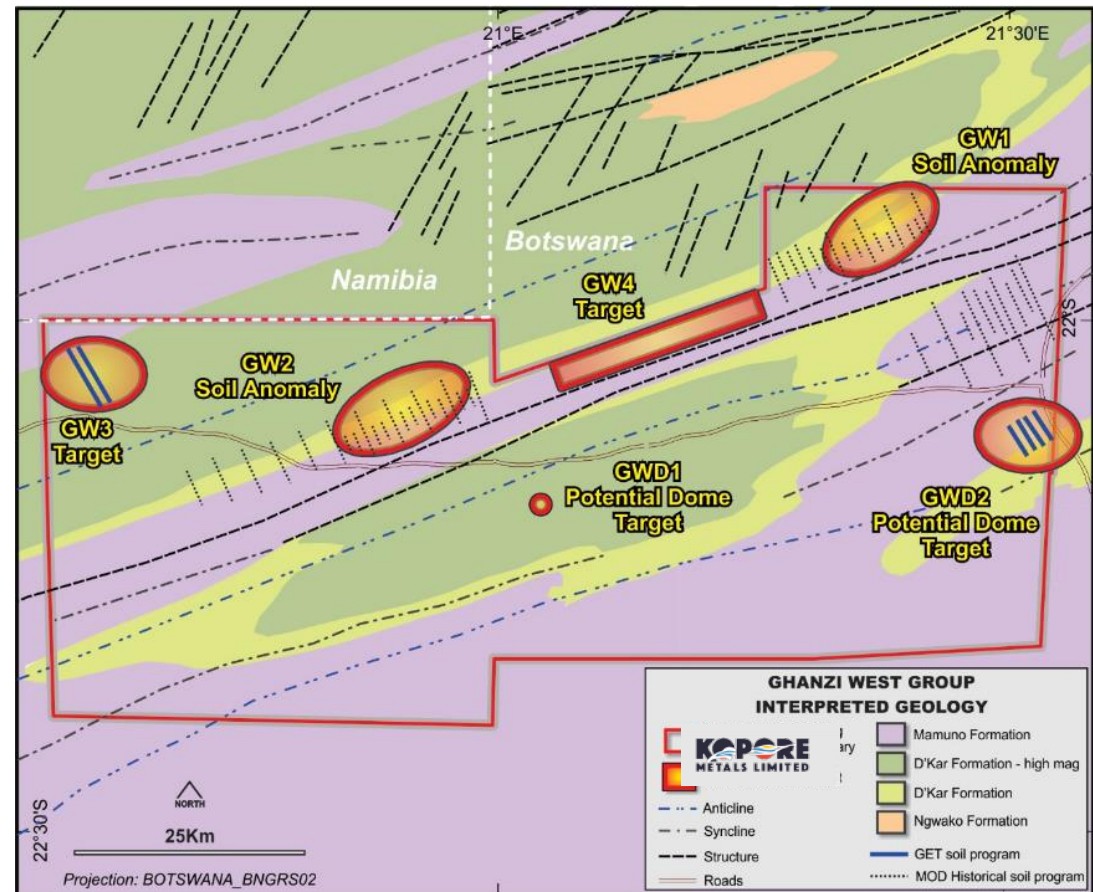 21°E
21°30'E
GW1
Soil Anomaly
Botswana
Namibia
GW4
Target
22°S
GW2
Soil Anomaly
GW3
Target
GWD1
Potential Dome
Target
GWD2
Potential Dome
Target
22°30'S
NORTH
25Km
Projection: BOTSWANA_BNGRS02
GHANZI WEST GROUP
INTERPRETED GEOLOGY
KOPORE
METALS LIMITED
Anticline
Syncline
Structure
Roads
Mamuno Formation
D'Kar Formation - high mag
D'Kar Formation
Ngwako Formation
GET soil program
MOD Historical soil program